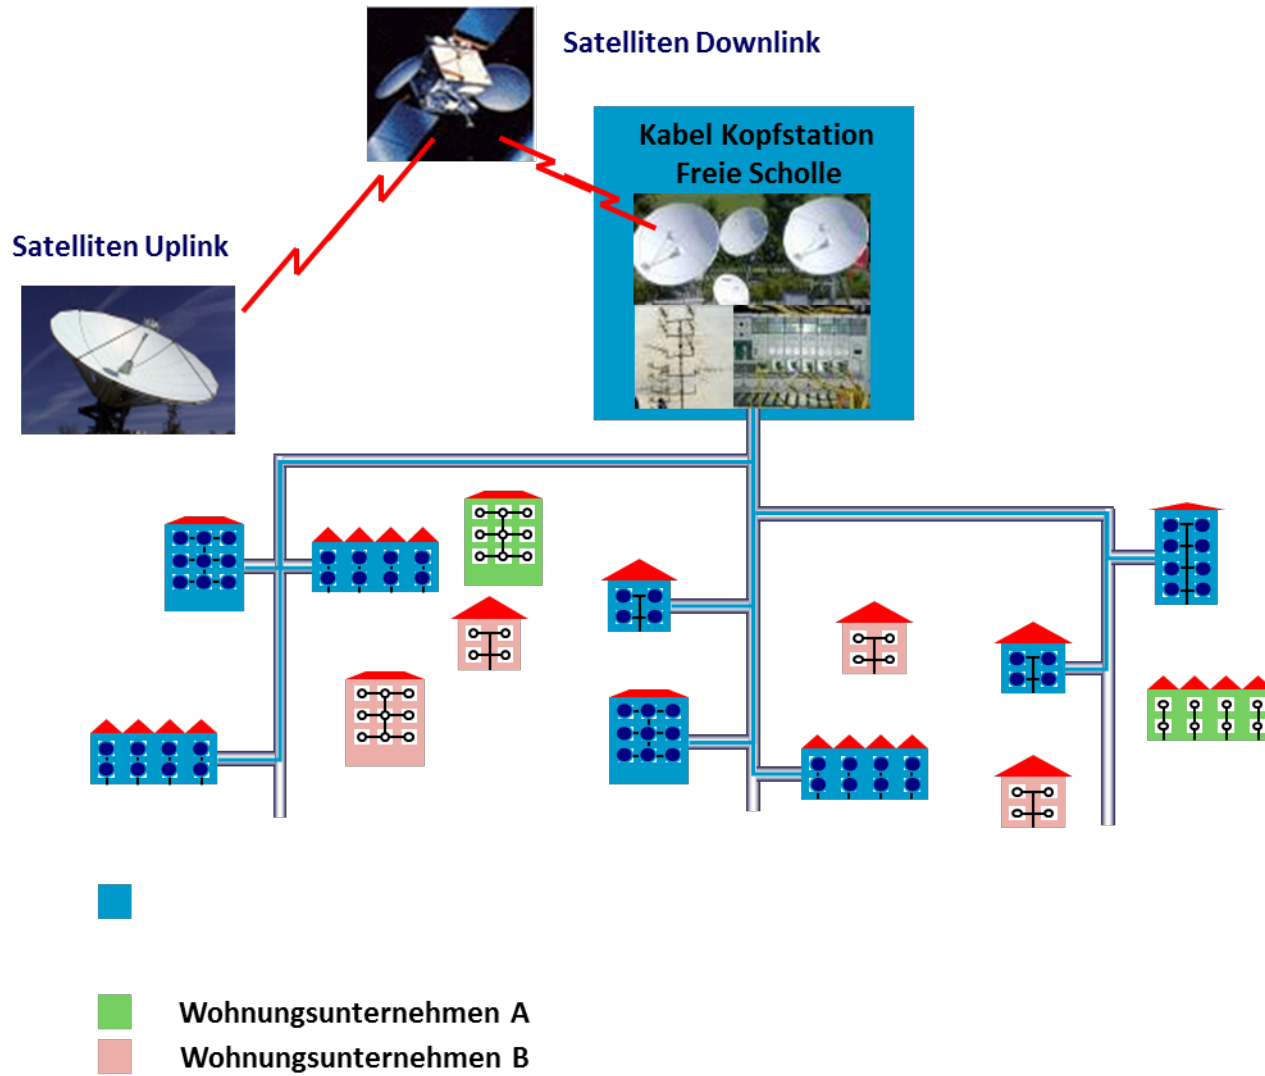 Satelliten Downlink
Kabel Kopfstation
Freie Scholle
Satelliten Uplink
Wohnungsunternehmen A
Wohnungsunternehmen B